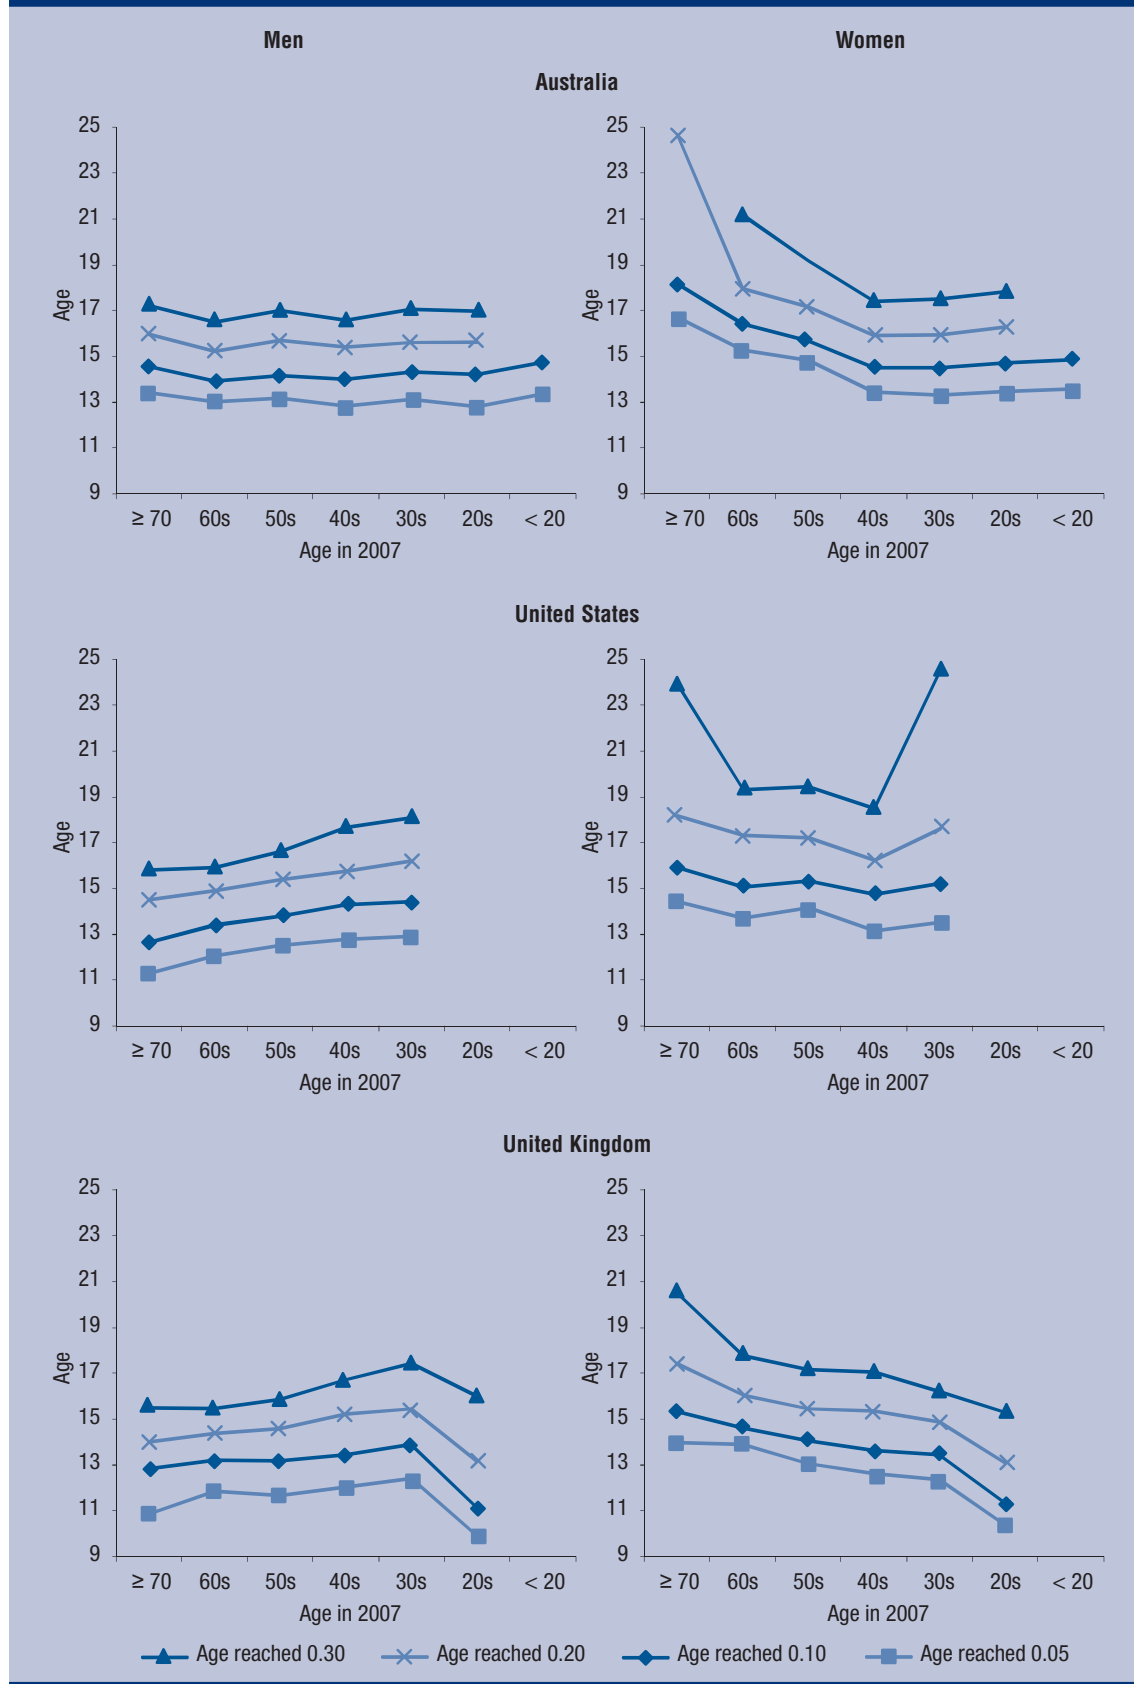 Men Women
Australia
25 25
23 23
21 21
19 19
17 17
15 15
13 13
11 11
9 9
Age Age
≥ 70 60s 50s 40s 30s 20s < 20 ≥ 70 60s 50s 40s 30s 20s < 20
Age in 2007 Age in 2007
United States
25 25
23 23
21 21
19 19
17 17
15 15
13 13
11 11
9 9
Age Age
≥ 70 60s 50s 40s 30s 20s < 20 ≥ 70 60s 50s 40s 30s 20s < 20
Age in 2007 Age in 2007
United Kingdom
25 25
23 23
21 21
19 19
17 17
15 15
13 13
11 11
9 9
Age Age
≥ 70 60s 50s 40s 30s 20s < 20 ≥ 70 60s 50s 40s 30s 20s < 20
Age in 2007 Age in 2007
Age reached 0.30 Age reached 0.20 Age reached 0.10 Age reached 0.05